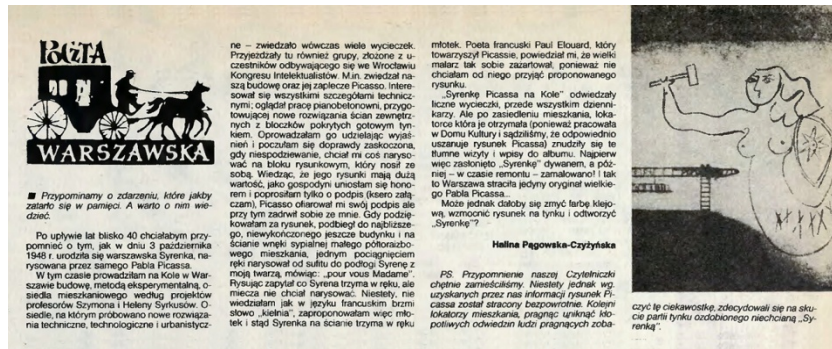 POCZTA
WARSZAWSKA
■ Przypominamy o zdarzeniu, które jakby
zatarło się w pamięci. A warto o nim wie-
dzieć.
Po upływie lat blisko 40 chciałabym przy-
pomnieć o tym, jak w dniu 3 października
1948 r. urodziła się warszawska Syrenka, na-
rysowana przez samego Pabla Picassa.
W tym czasie prowadziłam na Kole w War-
szawie budowę, metodą eksperymentalną, o-
siedla mieszkaniowego według projektów
profesorów Szymona i Heleny Syrkusów. O-
siedle, na którym próbowano nowe rozwiąza-
nia techniczne, technologiczne i urbanistycz-
ne – zwiedzało wówczas wiele wycieczek.
Przyjeżdżały tu również grupy, złożone z u-
czestników odbywającego się we Wrocławiu
Kongresu Intelektualistów. M.in. zwiedzał na-
szą budowę oraz jej zaplecze Picasso. Intere-
sował się wszystkimi szczegółami technicz-
nymi; oglądał pracę pianobetonowni, przygo-
towującej nowe rozwiązania ścian zewnętrz-
nych z bloczków pokrytych gotowym tyn-
kiem. Oprowadzałam go udzielając wyjaś-
nień i poczułam się doprawdy zaskoczona,
gdy niespodziewanie, chciał mi coś naryso-
wać na bloku rysunkowym, który nosił ze
sobą. Wiedząc, że jego rysunki mają dużą
wartość, jako gospodyni uniosłam się hono-
rem i poprosiłam tylko o podpis (ksero załą-
czam), Picasso ofiarował mi swój podpis ale
przy tym zadrwił sobie ze mnie. Gdy podzię-
kowałam za rysunek, podbiegł do najbliższe-
go, niewykończonego jeszcze budynku i na
ścianie wnęki sypialnej małego półtoraizbo-
wego mieszkania, jednym pociągnięciem
ręki narysował od sufitu do podłogi Syrenę z
moją twarzą, mówiąc: „pour vous Madame".
Rysując zapytał co Syrena trzyma w ręku, ale
miecza nie chciał narysować. Niestety, nie
wiedziałam jak w języku francuskim brzmi
słowo „kielnia", zaproponowałam więc mło-
tek i stąd Syrenka na ścianie trzyma w ręku
młotek. Poeta francuski Paul Elouard, który
towarzyszył Picassie, powiedział mi, że wielki
malarz tak sobie zażartował, ponieważ nie
chciałam od niego przyjąć proponowanego
rysunku.
„Syrenkę Picassa na Kole" odwiedzały
liczne wycieczki, przede wszystkim dzienni-
karzy. Ale po zasiedleniu mieszkania, loka-
torce która je otrzymała (ponieważ pracowała
w Domu Kultury i sądziliśmy, że odpowiednio
uszanuje rysunek Picassa) znudziły się te
tłumne wizyty i wpisy do albumu. Najpierw
więc zasłonięto „Syrenkę" dywanem, a póź-
niej – w czasie remontu – zamalowano! I tak
to Warszawa straciła jedyny oryginał wielkie-
go Pabla Picassa...
Może jednak dałoby się zmyć farbę klejo-
wą, wzmocnić rysunek na tynku i odtworzyć
„Syrenkę"?
Halina Pęgowska-Czyżyńska
PS. Przypomnienie naszej Czytelniczki
chętnie zamieściliśmy. Niestety jednak wg.
uzyskanych przez nas informacji rysunek Pi-
cassa został stracony bezpowrotnie. Kolejni
lokatorzy mieszkania, pragnąc uniknąć kło-
potliwych odwiedzin ludzi pragnących zoba-
czyć tę ciekawostkę, zdecydowali się na sku-
cie partii tynku ozdobionego niechcianą „Sy-
renką".